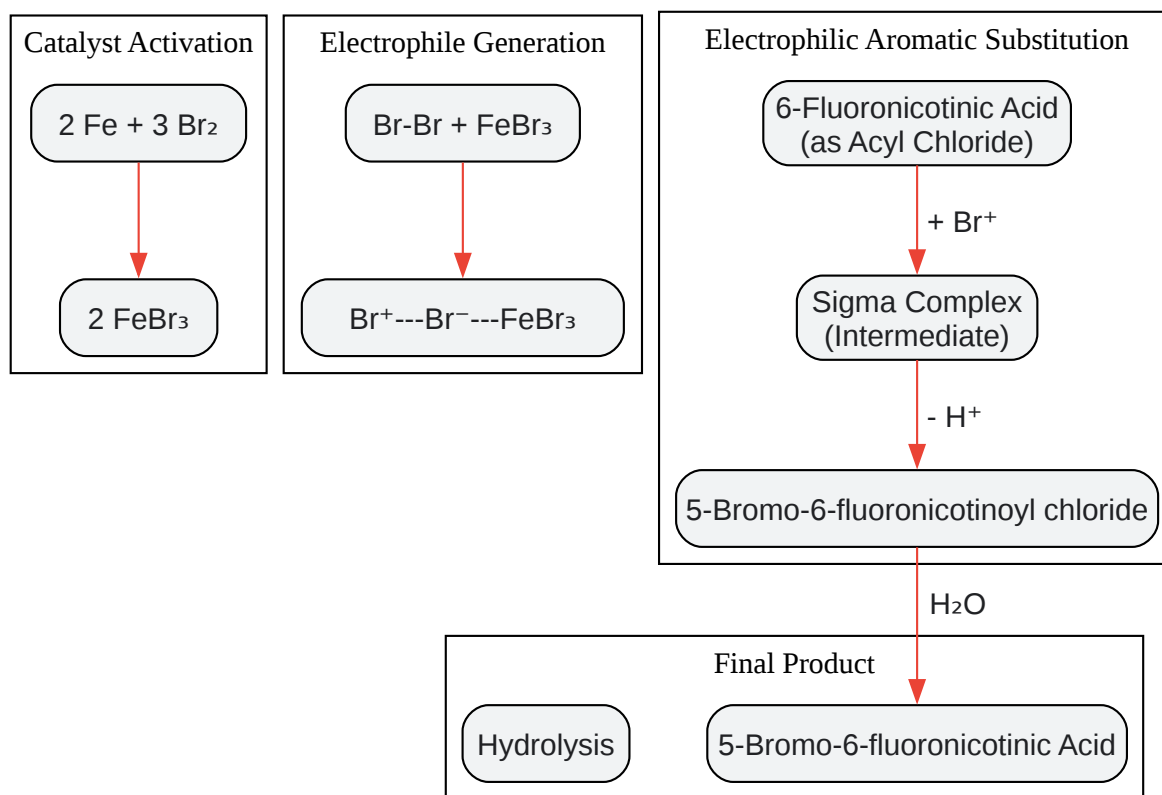 Catalyst Activation
2 Fe + 3 Br₂
2 FeBr₃
Electrophile Generation
Br-Br + FeBr₃
Br⁺---Br⁻---FeBr₃
Electrophilic Aromatic Substitution
6-Fluoronicotinic Acid
(as Acyl Chloride)
+ Br⁺
Sigma Complex
(Intermediate)
- H⁺
5-Bromo-6-fluoronicotinoyl chloride
H₂O
Final Product
Hydrolysis
5-Bromo-6-fluoronicotinic Acid